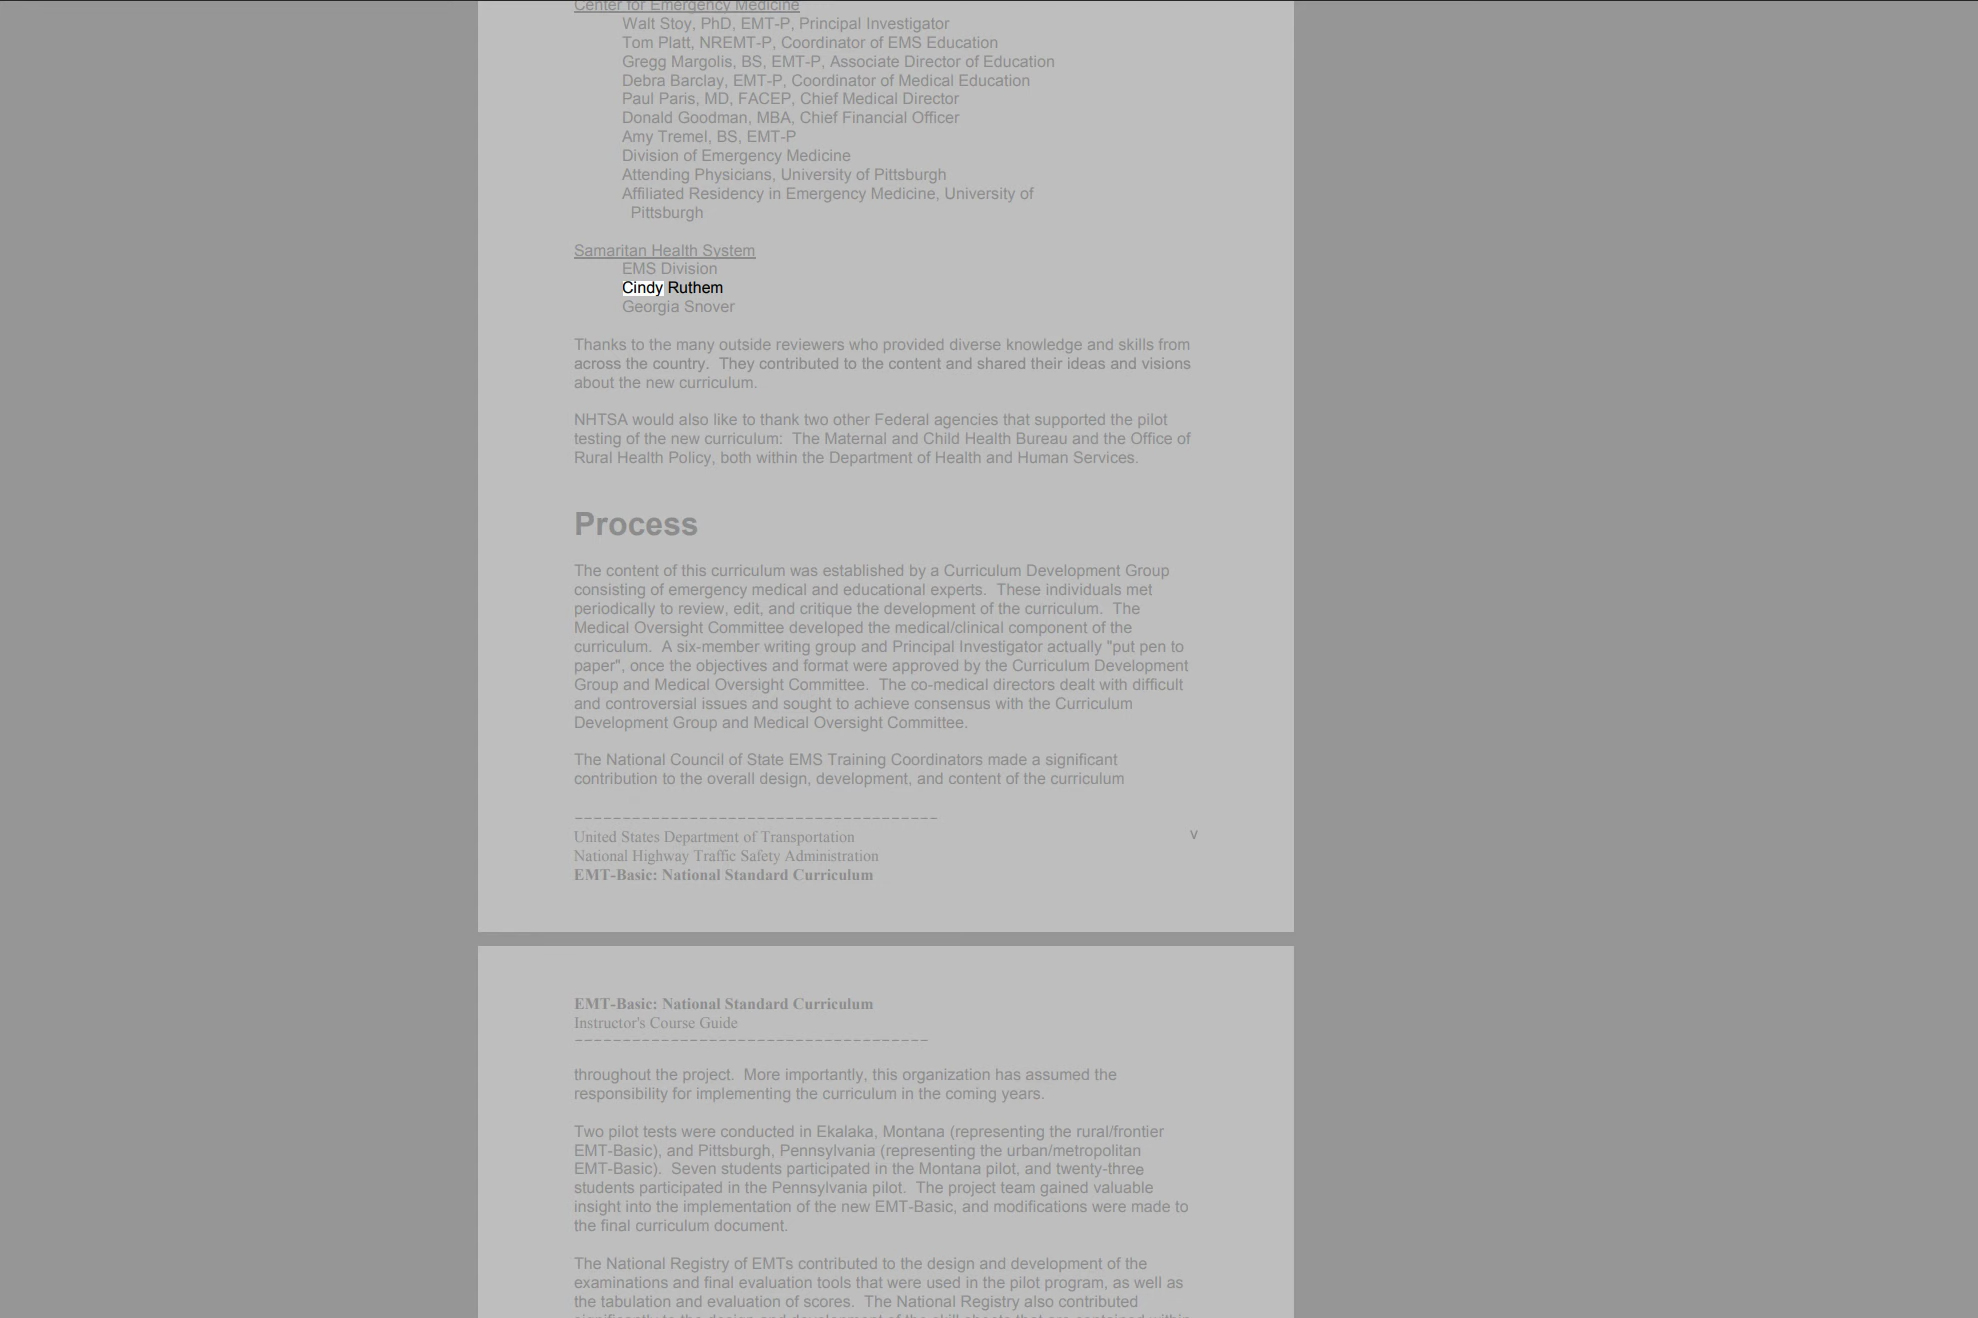 Center for Emergency Medicine
Walt Stoy, PhD, EMT-P, Principal Investigator
Tom Platt, NREMT-P, Coordinator of EMS Education
Gregg Margolis, BS, EMT-P, Associate Director of Education
Debra Barclay, EMT-P, Coordinator of Medical Education
Paul Paris, MD, FACEP, Chief Medical Director
Donald Goodman, MBA, Chief Financial Officer
Amy Tremel, BS, EMT-P
Division of Emergency Medicine
Attending Physicians, University of Pittsburgh
Affiliated Residency in Emergency Medicine, University of
Pittsburgh
Samaritan Health System
EMS Division
Cindy Ruthem
Georgia Snover
Thanks to the many outside reviewers who provided diverse knowledge and skills from
across the country.  They contributed to the content and shared their ideas and visions
about the new curriculum.
NHTSA would also like to thank two other Federal agencies that supported the pilot
testing of the new curriculum:  The Maternal and Child Health Bureau and the Office of
Rural Health Policy, both within the Department of Health and Human Services.
Process
The content of this curriculum was established by a Curriculum Development Group
consisting of emergency medical and educational experts.  These individuals met
periodically to review, edit, and critique the development of the curriculum.  The
Medical Oversight Committee developed the medical/clinical component of the
curriculum.  A six-member writing group and Principal Investigator actually "put pen to
paper", once the objectives and format were approved by the Curriculum Development
Group and Medical Oversight Committee.  The co-medical directors dealt with difficult
and controversial issues and sought to achieve consensus with the Curriculum
Development Group and Medical Oversight Committee.
The National Council of State EMS Training Coordinators made a significant
contribution to the overall design, development, and content of the curriculum
United States Department of Transportation v
National Highway Traffic Safety Administration
EMT-Basic: National Standard Curriculum
EMT-Basic: National Standard Curriculum
Instructor's Course Guide
throughout the project.  More importantly, this organization has assumed the
responsibility for implementing the curriculum in the coming years.
Two pilot tests were conducted in Ekalaka, Montana (representing the rural/frontier
EMT-Basic), and Pittsburgh, Pennsylvania (representing the urban/metropolitan
EMT-Basic).  Seven students participated in the Montana pilot, and twenty-three
students participated in the Pennsylvania pilot.  The project team gained valuable
insight into the implementation of the new EMT-Basic, and modifications were made to
the final curriculum document.
The National Registry of EMTs contributed to the design and development of the
examinations and final evaluation tools that were used in the pilot program, as well as
the tabulation and evaluation of scores.  The National Registry also contributed